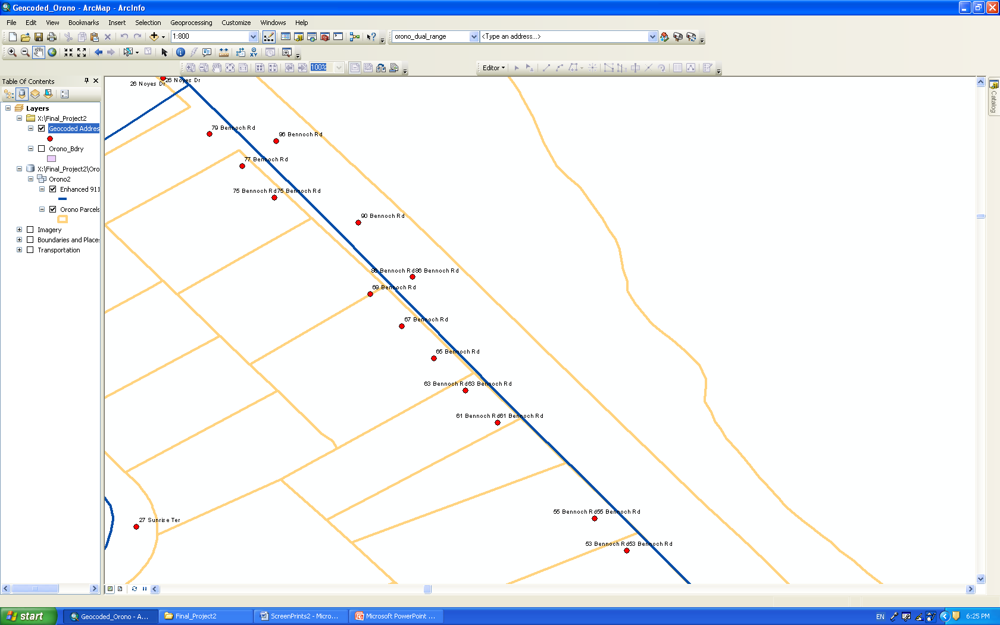 Geocoded_Orono - ArcMap - ArcInfo
File Edit View Bookmarks Insert Selection Geoprocessing Customize Windows Help
1:800
orono_dual_range
<Type an address...>
100%
Editor
Table Of Contents
Layers
X:\Final_Project2
Geocoded Addres
Orono_Bdry
X:\Final_Project2\Oro
Orono2
Enhanced 911
Orono Parcels
Imagery
Boundaries and Places
Transportation
Catalog
26 Noyes Dr
26 Noyes Dr
79 Bennoch Rd
96 Bennoch Rd
77 Bennoch Rd
75 Bennoch Rd75 Bennoch Rd
90 Bennoch Rd
86 Bennoch Rd86 Bennoch Rd
69 Bennoch Rd
67 Bennoch Rd
65 Bennoch Rd
63 Bennoch Rd63 Bennoch Rd
61 Bennoch Rd61 Bennoch Rd
55 Bennoch Rd55 Bennoch Rd
27 Sunrise Ter
53 Bennoch Rd53 Bennoch Rd
start
Geocoded_Orono - A...
Final_Project2
ScreenPrints2 - Micro...
Microsoft PowerPoint ...
EN
6:25 PM